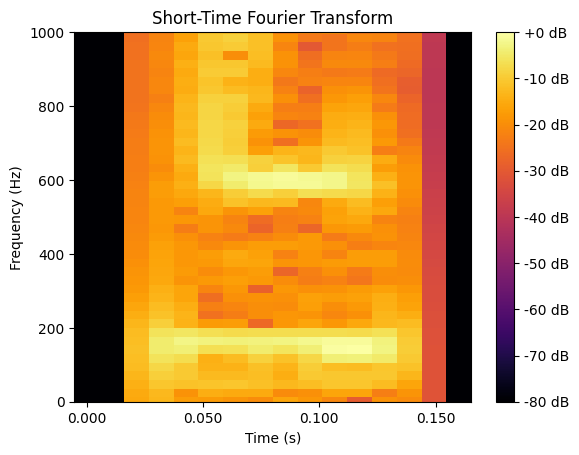 Short-Time Fourier Transform
1000
800
600
400
200
0
Frequency (Hz)
0.000
0.050
0.100
0.150
Time (s)
+0 dB
-10 dB
-20 dB
-30 dB
-40 dB
-50 dB
-60 dB
-70 dB
-80 dB